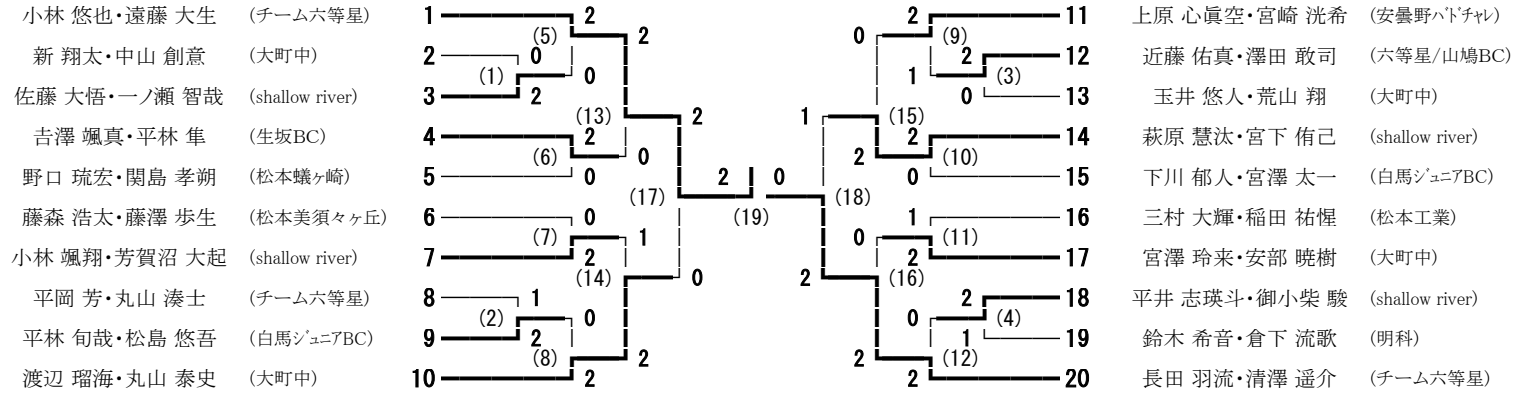 小林 悠也・遠藤 大生 (チーム六等星) 1 2 2 11 上原 心眞空・宮崎 洸希 (安曇野バドチャレ)
(5) 2 0 (9)
新 翔太・中山 創意 (大町中) 2 0 2 12 近藤 佑真・澤田 敢司 (六等星/山鳩BC)
(1) 0 1 (3)
佐藤 大悟・一ノ瀬 智哉 (shallow river) 3 2 0 13 玉井 悠人・荒山 翔 (大町中)
(13) 2 1 (15)
吉澤 颯真・平林 隼 (生坂BC) 4 2 2 14 萩原 慧汰・宮下 侑己 (shallow river)
(6) 0 2 (10)
野口 琉宏・関島 孝朔 (松本蟻ヶ崎) 5 0 2 0 0 15 下川 郁人・宮澤 太一 (白馬ジュニアBC)
(17) (19) (18)
藤森 浩太・藤澤 歩生 (松本美須々ヶ丘) 6 0 1 16 三村 大輝・稲田 祐惺 (松本工業)
(7) 1 0 (11)
小林 颯翔・芳賀沼 大起 (shallow river) 7 2 2 17 宮澤 玲来・安部 暁樹 (大町中)
(14) 0 2 (16)
平岡 芳・丸山 湊士 (チーム六等星) 8 1 2 18 平井 志瑛斗・御小柴 駿 (shallow river)
(2) 0 0 (4)
平林 旬哉・松島 悠吾 (白馬ジュニアBC) 9 2 1 19 鈴木 希音・倉下 流歌 (明科)
(8) 2 2 (12)
渡辺 瑠海・丸山 泰史 (大町中) 10 2 2 20 長田 羽流・清澤 遥介 (チーム六等星)